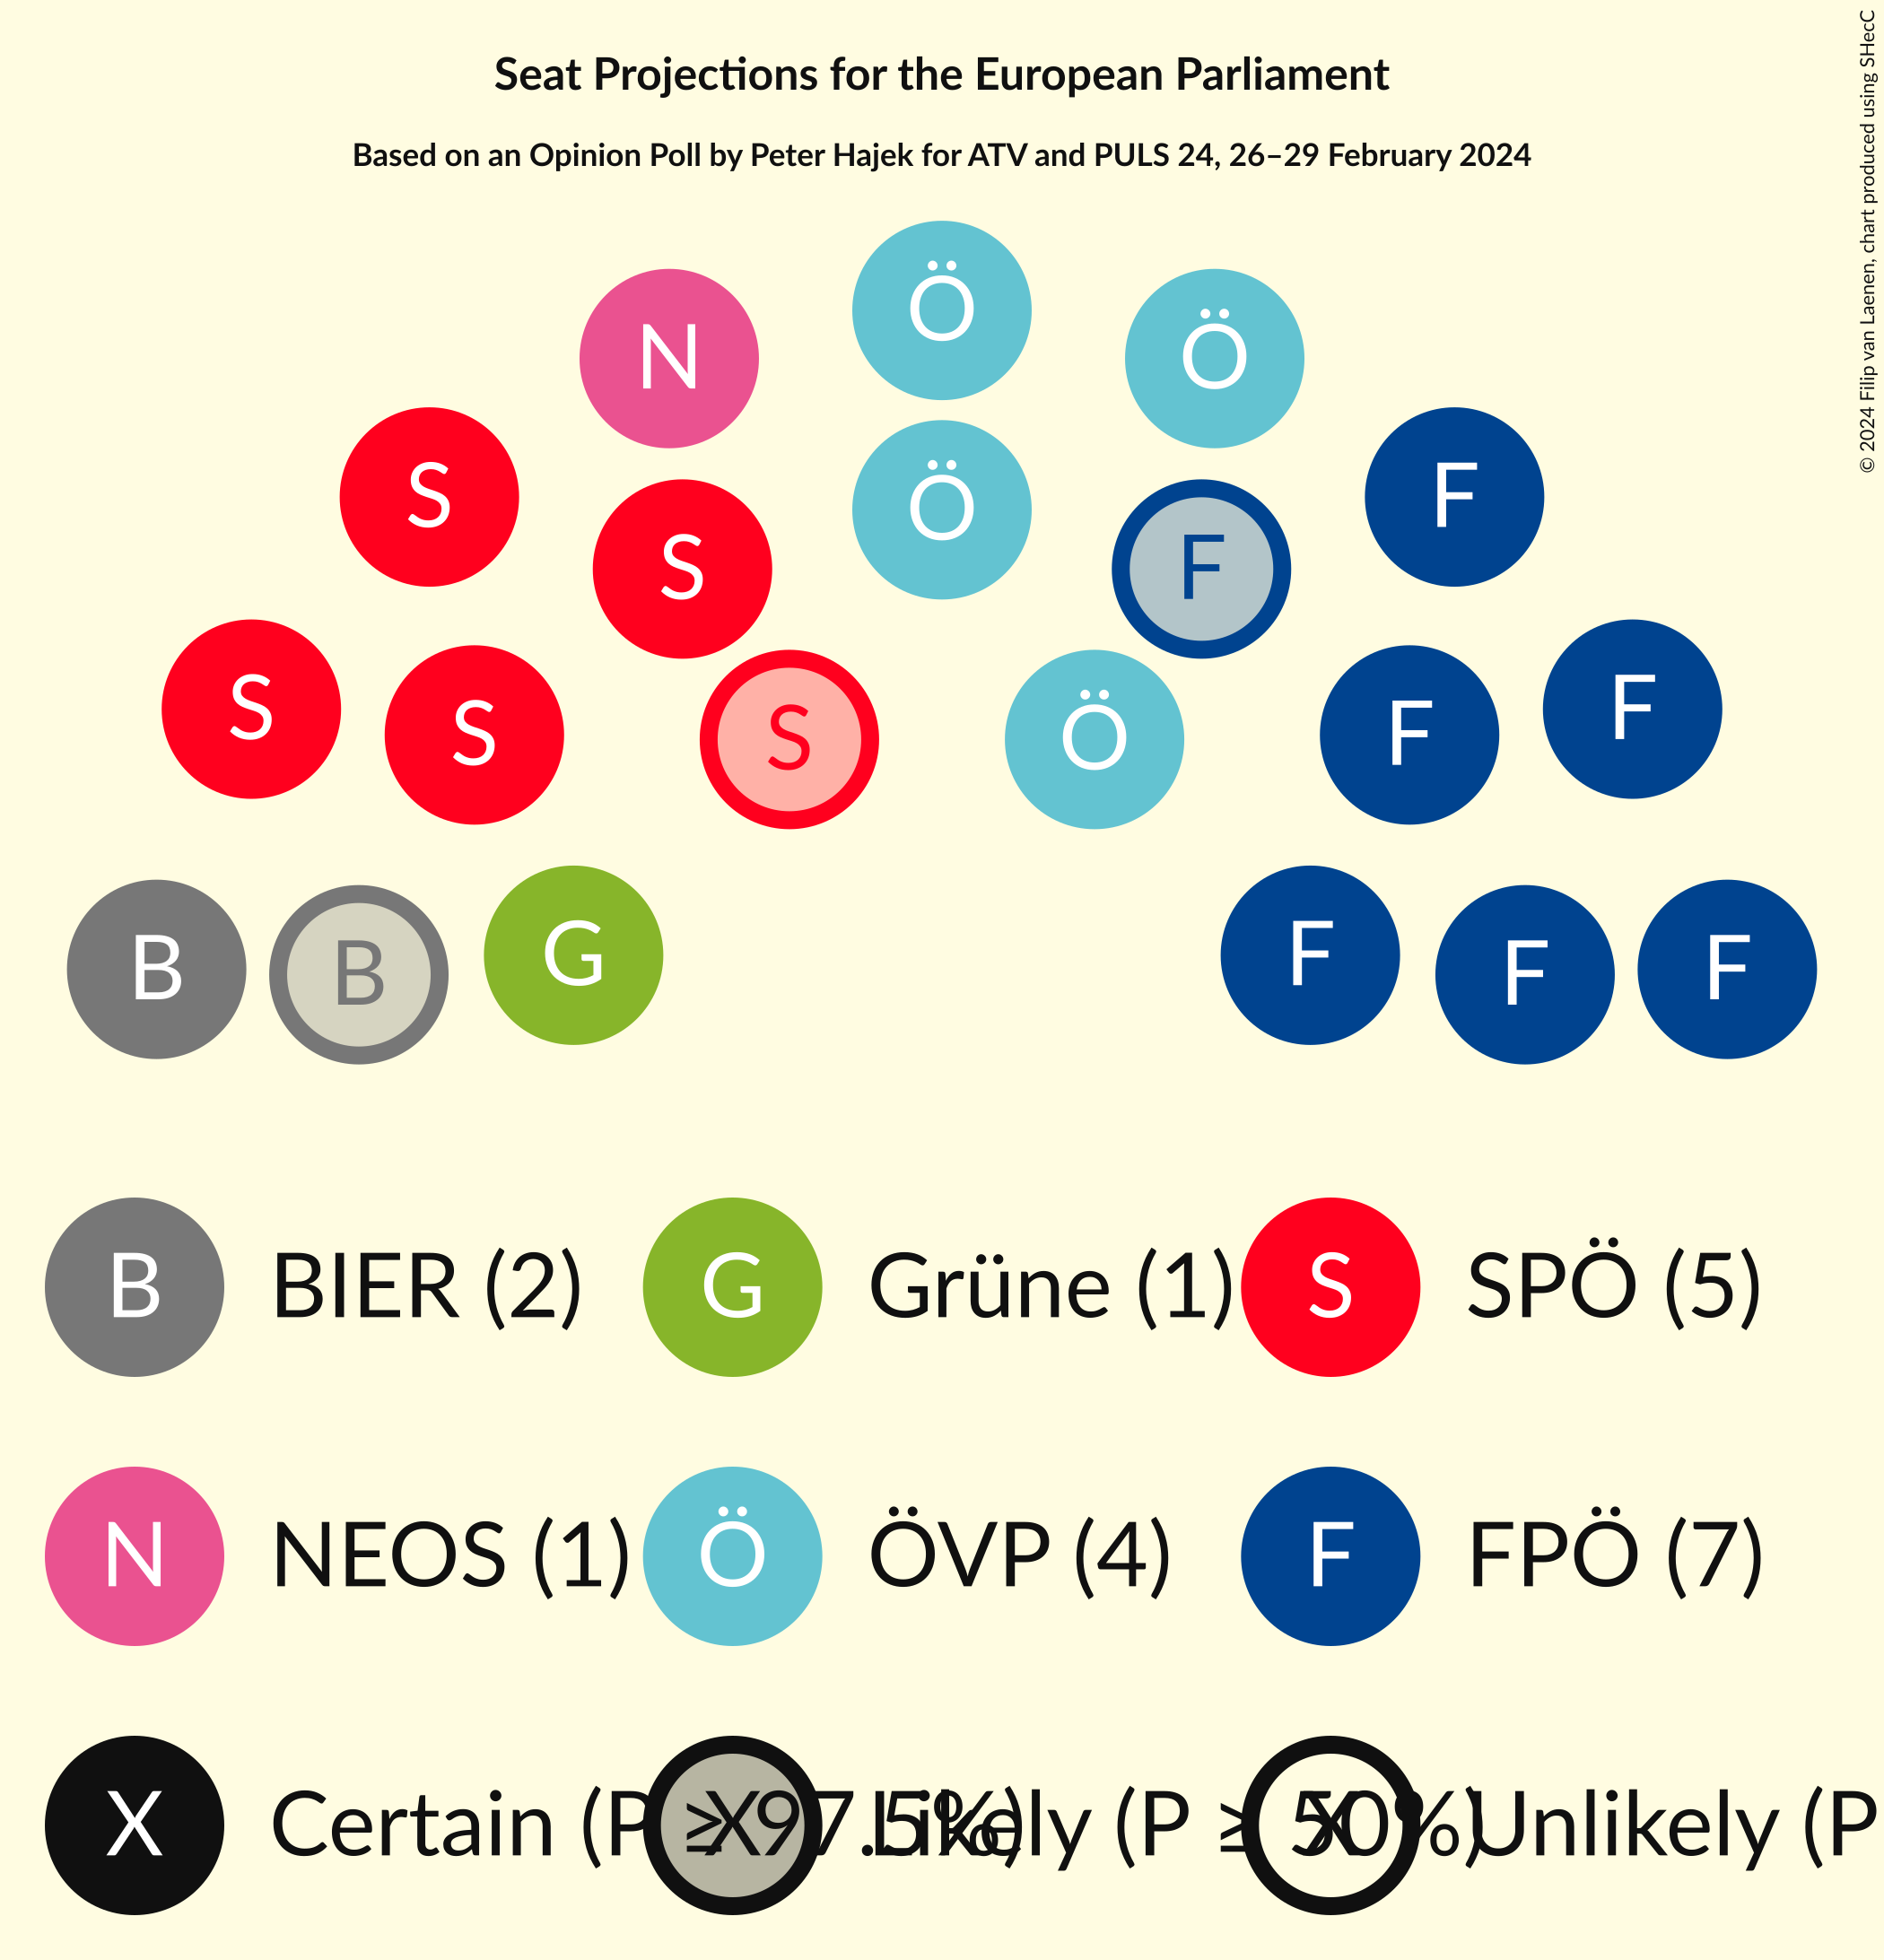 Seat Projections for the European Parliament
Based on an Opinion Poll by Peter Hajek for ATV and PULS 24, 26–29 February 2024
© 2024 Filip van Laenen, chart produced using SHecC
Ö
N Ö
S Ö F
S F
S S S Ö F F
B B G F F F
B BIER (2) G Grüne (1) S SPÖ (5)
N NEOS (1) Ö ÖVP (4) F FPÖ (7)
X Certain (P ≥ 97.5%) X Likely (P ≥ 50%) X Unlikely (P